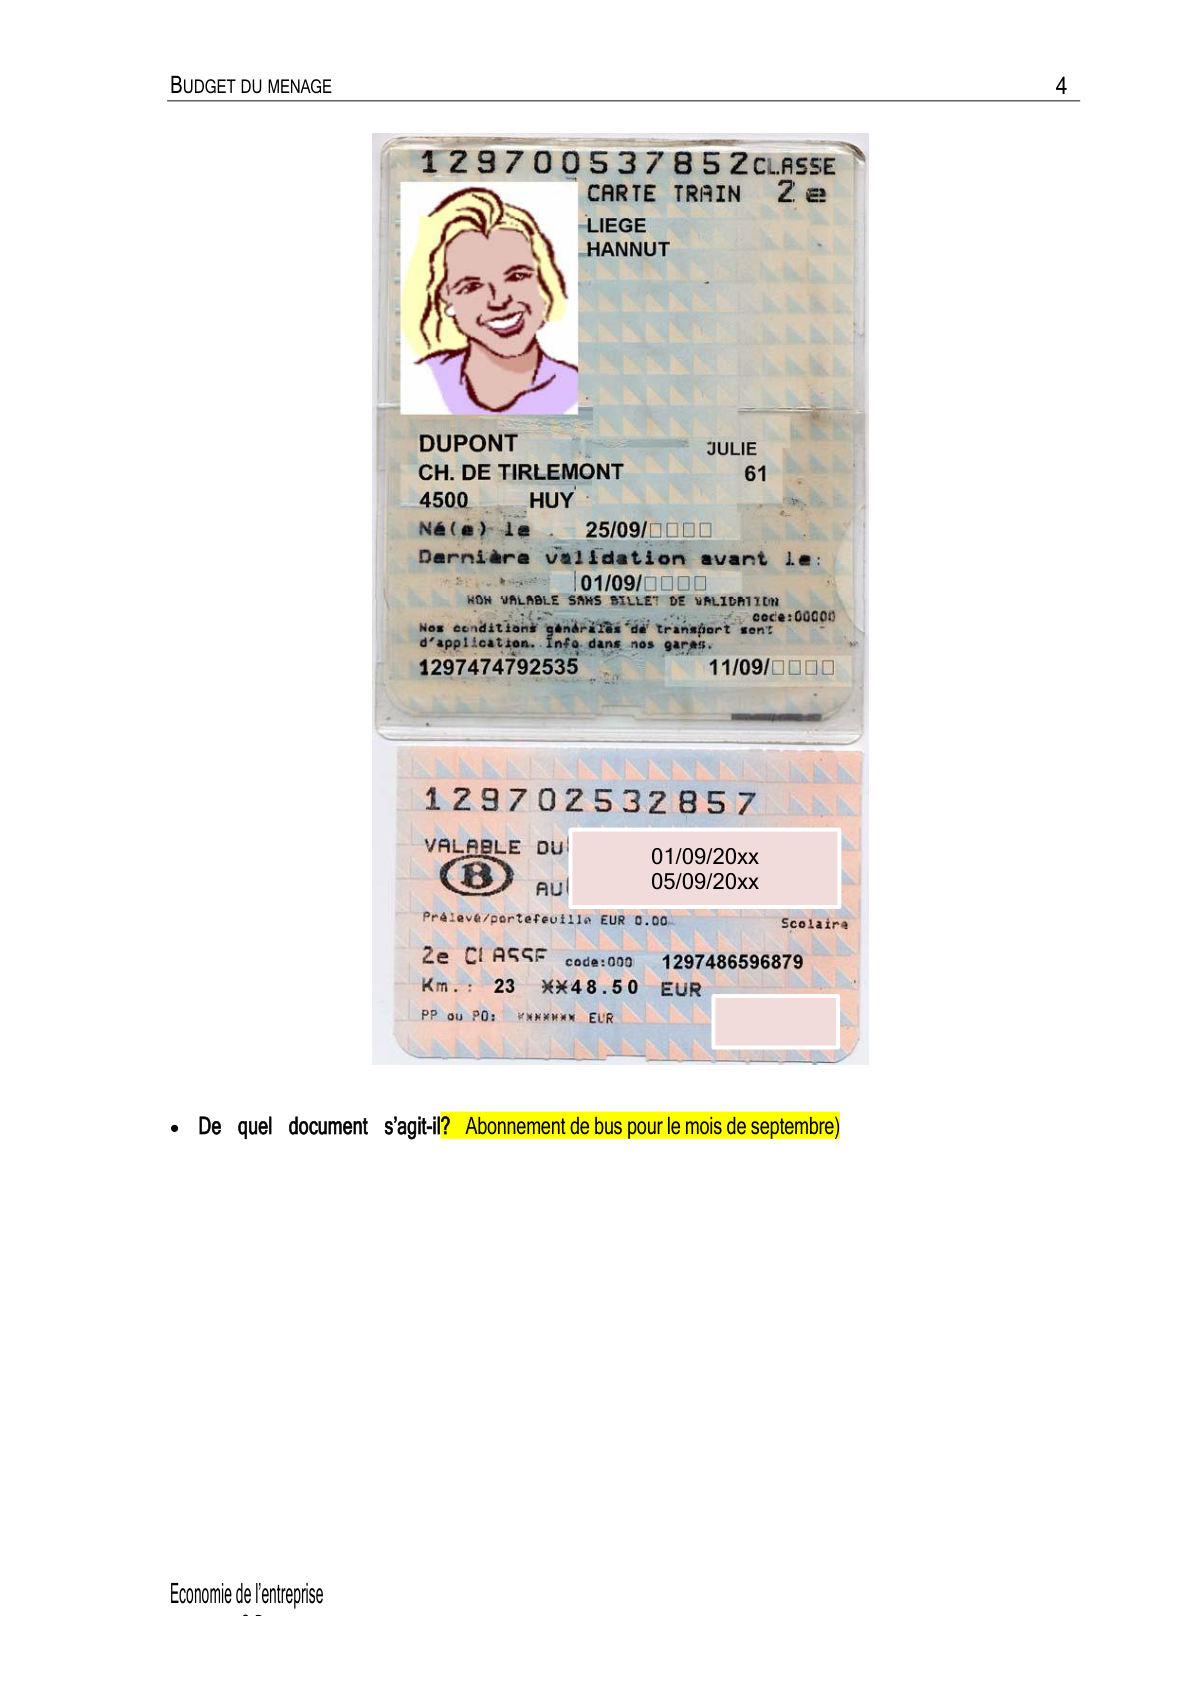 BUDGET DU MENAGE 4
129700537852 CLASSE
CARTE TRAIN 2 e
LIEGE
HANNUT
DUPONT JULIE
CH. DE TIRLEMONT 61
4500 HUY
Né(e) le . 25/09/□□□□
Dernière validation avant le:
01/09/□□□□
NON VALABLE SANS BILLET DE VALIDATION
code:00000
Nos conditions générales de transport sont
d'application. Info dans nos gares.
1297474792535 11/09/□□□□
129702532857
VALABLE DU 01/09/20xx
B
AU 05/09/20xx
Prélevé/portefeuille EUR 0.00 Scolaire
2e CLASSE code:000 1297486596879
Km.: 23 **48.50 EUR
PP ou PO: ******* EUR
• De quel document s'agit-il? Abonnement de bus pour le mois de septembre)
Economie de l'entreprise